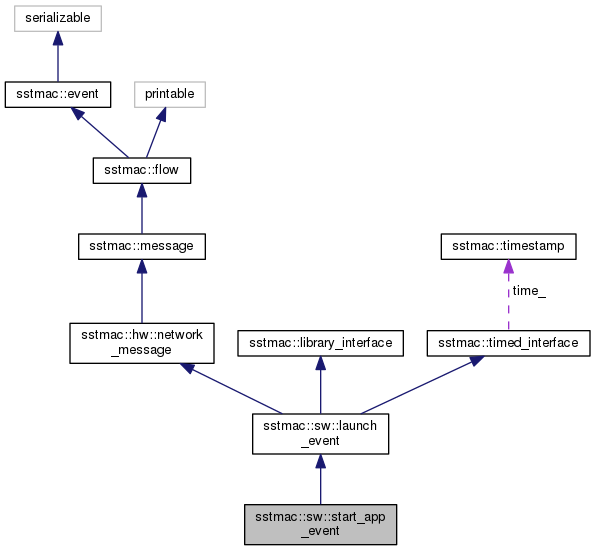 serializable
sstmac::event
printable
sstmac::flow
sstmac::message
sstmac::timestamp
time_
sstmac::hw::network
_message
sstmac::library_interface
sstmac::timed_interface
sstmac::sw::launch
_event
sstmac::sw::start_app
_event